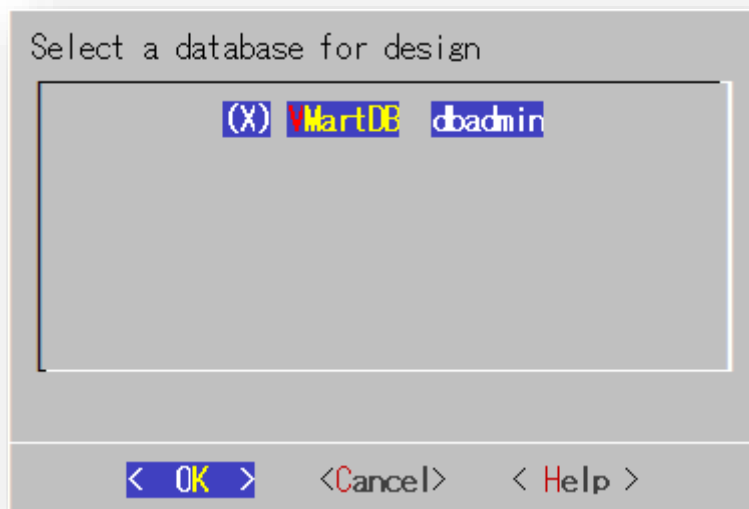 Select a database for design
(X) VMartDB dbadmin
< OK > <Cancel> < Help >